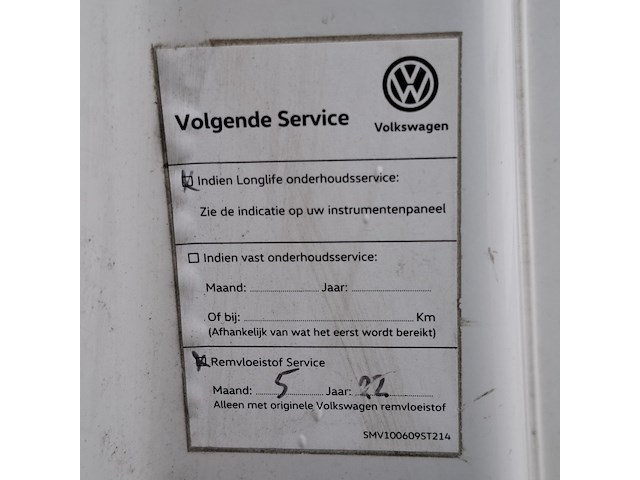 Volgende Service
Volkswagen
Indien Longlife onderhoudsservice:
Zie de indicatie op uw instrumentenpaneel
Indien vast onderhoudsservice:
Maand: Jaar:
Of bij: Km
(Afhankelijk van wat het eerst wordt bereikt)
Remvloeistof Service
Maand: 5 Jaar: 22
Alleen met originele Volkswagen remvloeistof
SMV100609ST214